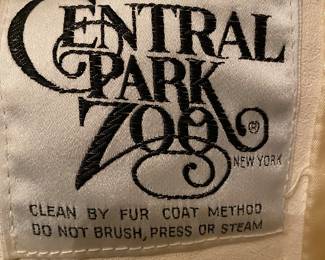 CENTRAL
PARK
ZOO®
NEW YORK
CLEAN BY FUR COAT METHOD
DO NOT BRUSH, PRESS OR STEAM